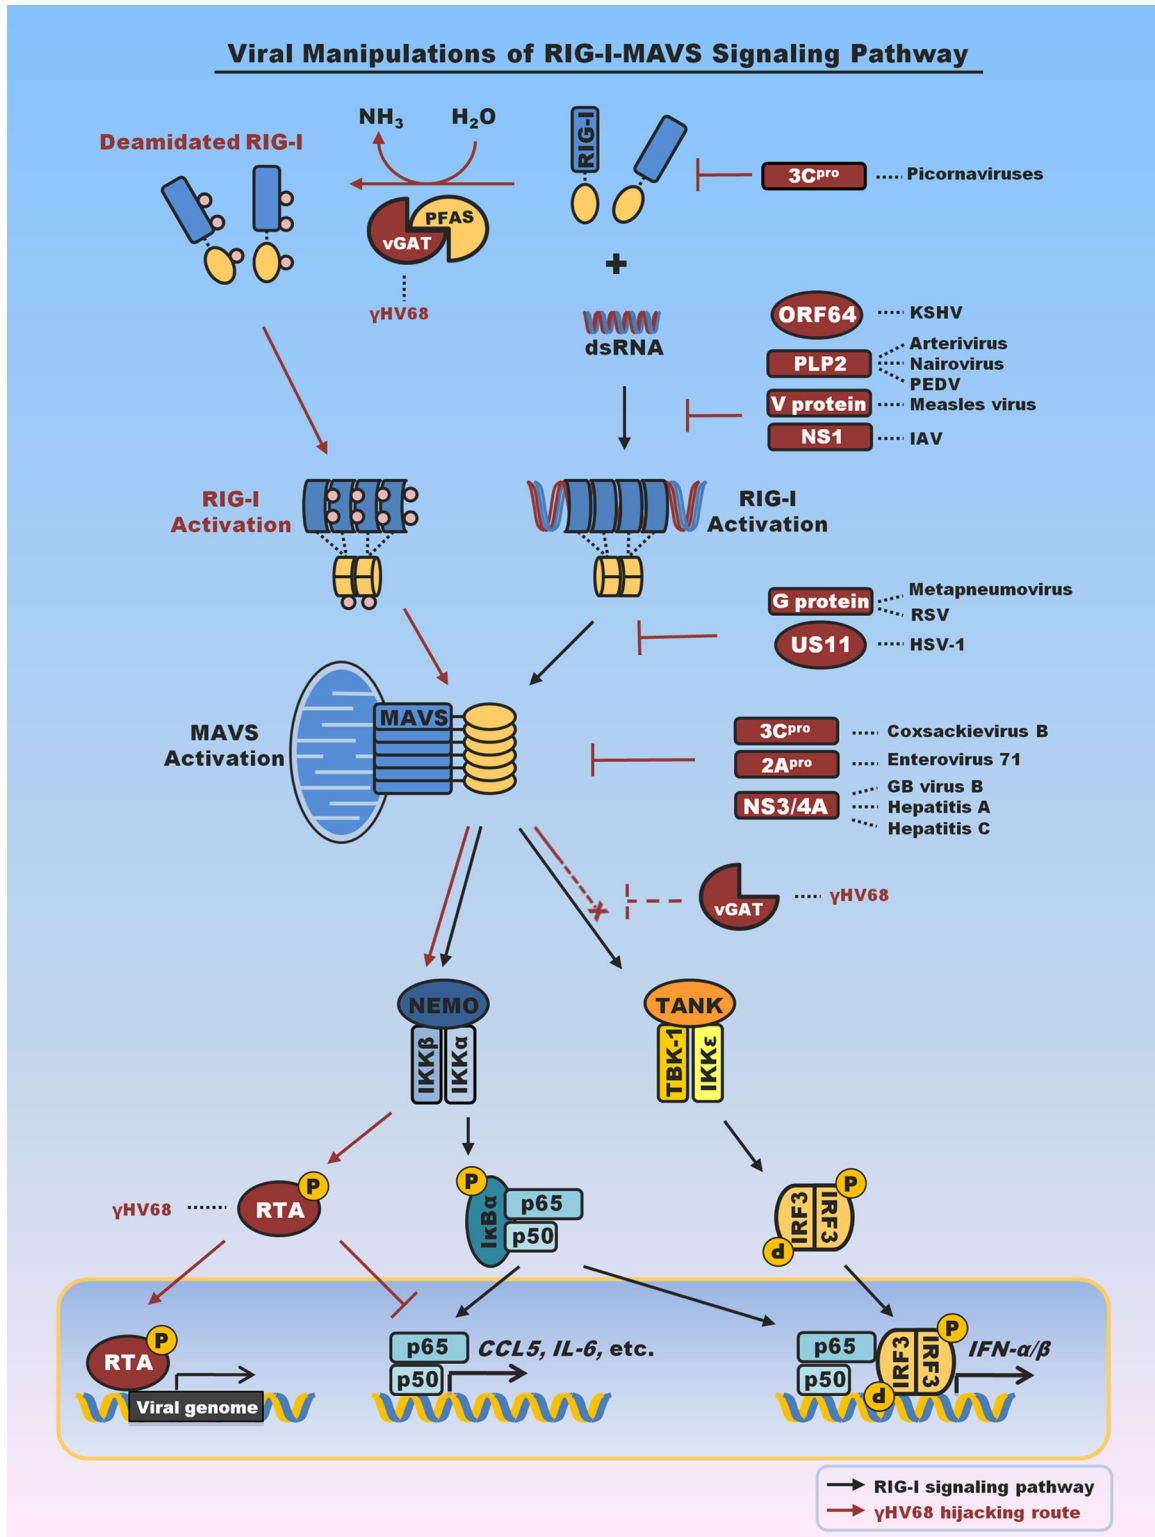 Viral Manipulations of RIG-I-MAVS Signaling Pathway
NH3
H2O
Deamidated RIG-I
RIG-I
3Cpro
Picornaviruses
PFAS
vGAT
γHV68
dsRNA
ORF64
KSHV
PLP2
Arterivirus
Nairovirus
PEDV
V protein
Measles virus
NS1
IAV
RIG-I
Activation
RIG-I
Activation
G protein
Metapneumovirus
RSV
US11
HSV-1
MAVS
Activation
MAVS
3Cpro
Coxsackievirus B
2Apro
Enterovirus 71
NS3/4A
GB virus B
Hepatitis A
Hepatitis C
vGAT
γHV68
NEMO
IKKβ
IKKα
TANK
TBK-1
IKKε
γHV68
RTA
P
P
IκBα
p65
p50
IRF3
IRF3
P
P
RTA
P
Viral genome
p65
p50
CCL5, IL-6, etc.
p65
p50
IRF3
IRF3
P
P
IFN-α/β
RIG-I signaling pathway
γHV68 hijacking route